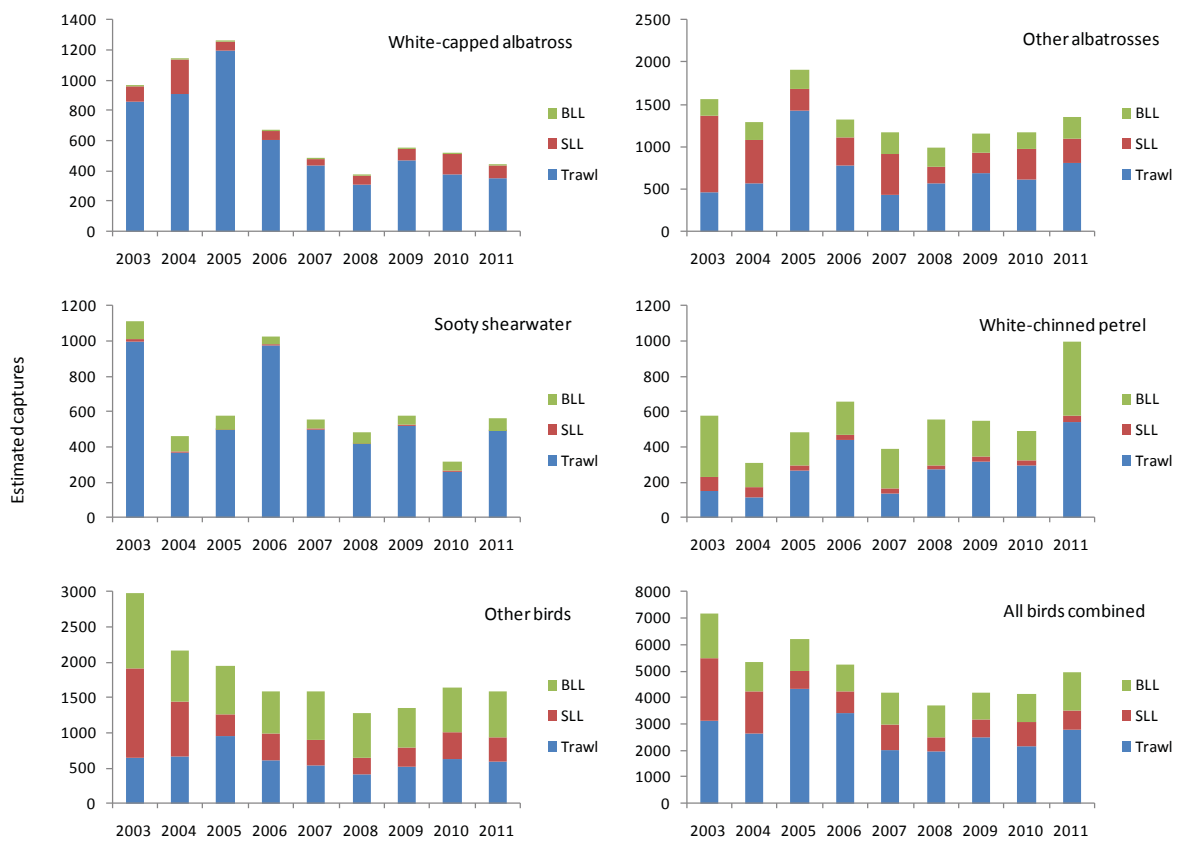 Estimated captures
White-capped albatross
1400
1200
1000
800
600
400
200
0
BLL
SLL
Trawl
2003 2004 2005 2006 2007 2008 2009 2010 2011
Other albatrosses
2500
2000
1500
1000
500
0
BLL
SLL
Trawl
2003 2004 2005 2006 2007 2008 2009 2010 2011
Sooty shearwater
1200
1000
800
600
400
200
0
BLL
SLL
Trawl
2003 2004 2005 2006 2007 2008 2009 2010 2011
White-chinned petrel
1200
1000
800
600
400
200
0
BLL
SLL
Trawl
2003 2004 2005 2006 2007 2008 2009 2010 2011
Other birds
3000
2500
2000
1500
1000
500
0
BLL
SLL
Trawl
2003 2004 2005 2006 2007 2008 2009 2010 2011
All birds combined
8000
7000
6000
5000
4000
3000
2000
1000
0
BLL
SLL
Trawl
2003 2004 2005 2006 2007 2008 2009 2010 2011